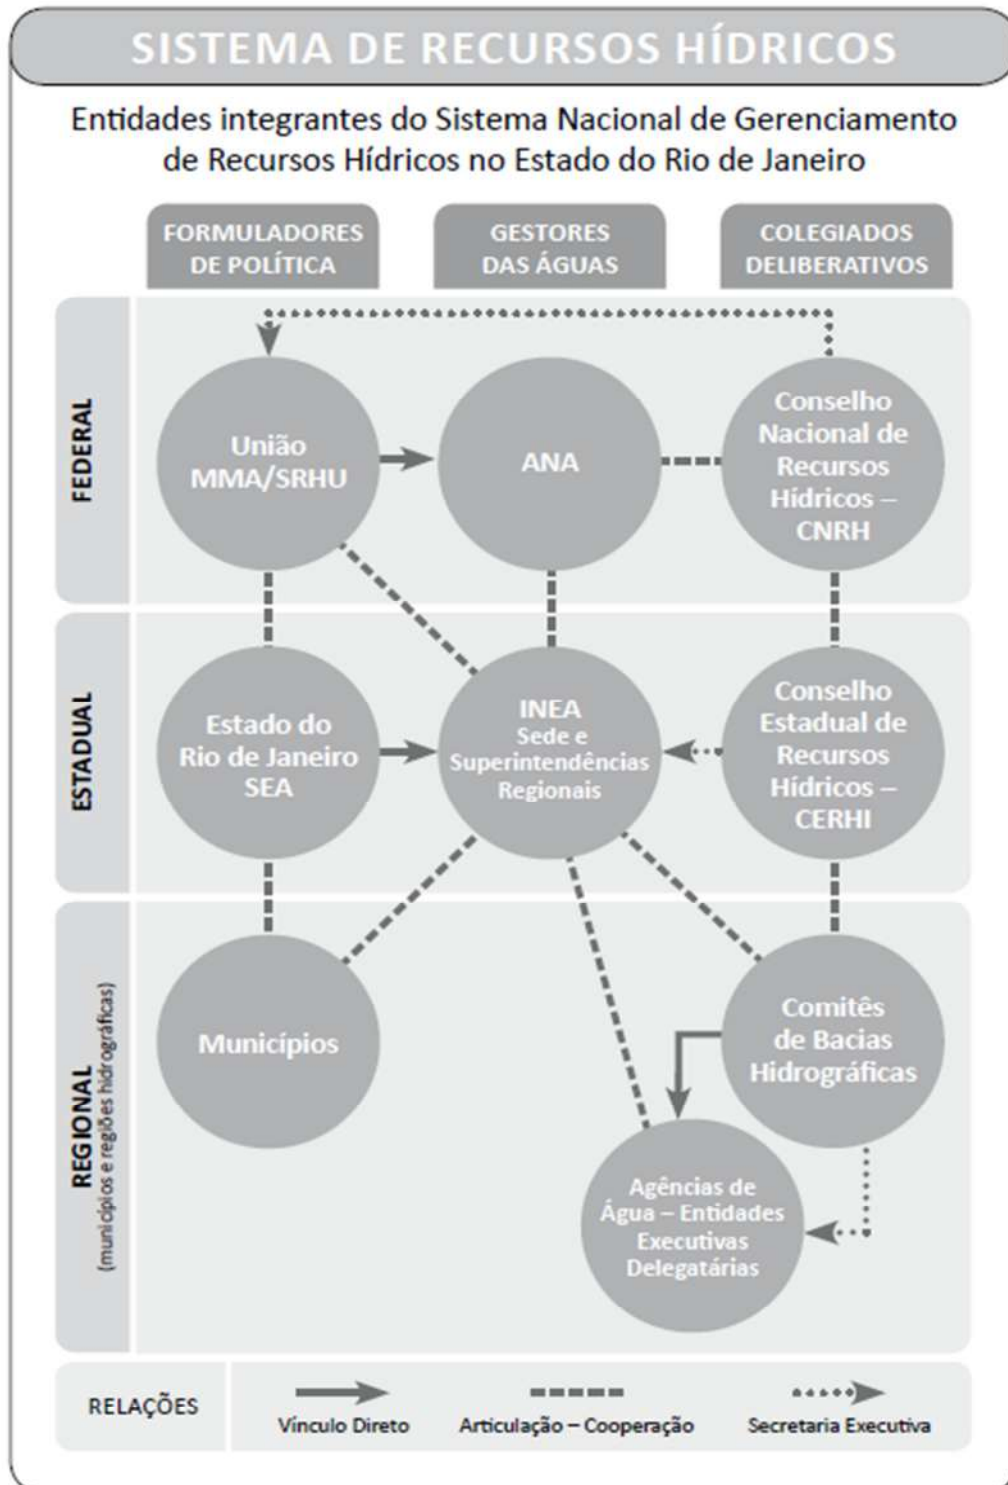 SISTEMA DE RECURSOS HÍDRICOS
Entidades integrantes do Sistema Nacional de Gerenciamento
de Recursos Hídricos no Estado do Rio de Janeiro
FORMULADORES
DE POLÍTICA
GESTORES
DAS ÁGUAS
COLEGIADOS
DELIBERATIVOS
FEDERAL
União
MMA/SRHU
ANA
Conselho
Nacional de
Recursos
Hídricos –
CNRH
ESTADUAL
Estado do
Rio de Janeiro
SEA
INEA
Sede e
Superintendências
Regionais
Conselho
Estadual de
Recursos
Hídricos –
CERHI
REGIONAL
(municípios e regiões hidrográficas)
Municípios
Comitês
de Bacias
Hidrográficas
Agências de
Água – Entidades
Executivas
Delegatárias
RELAÇÕES
Vínculo Direto
Articulação – Cooperação
Secretaria Executiva